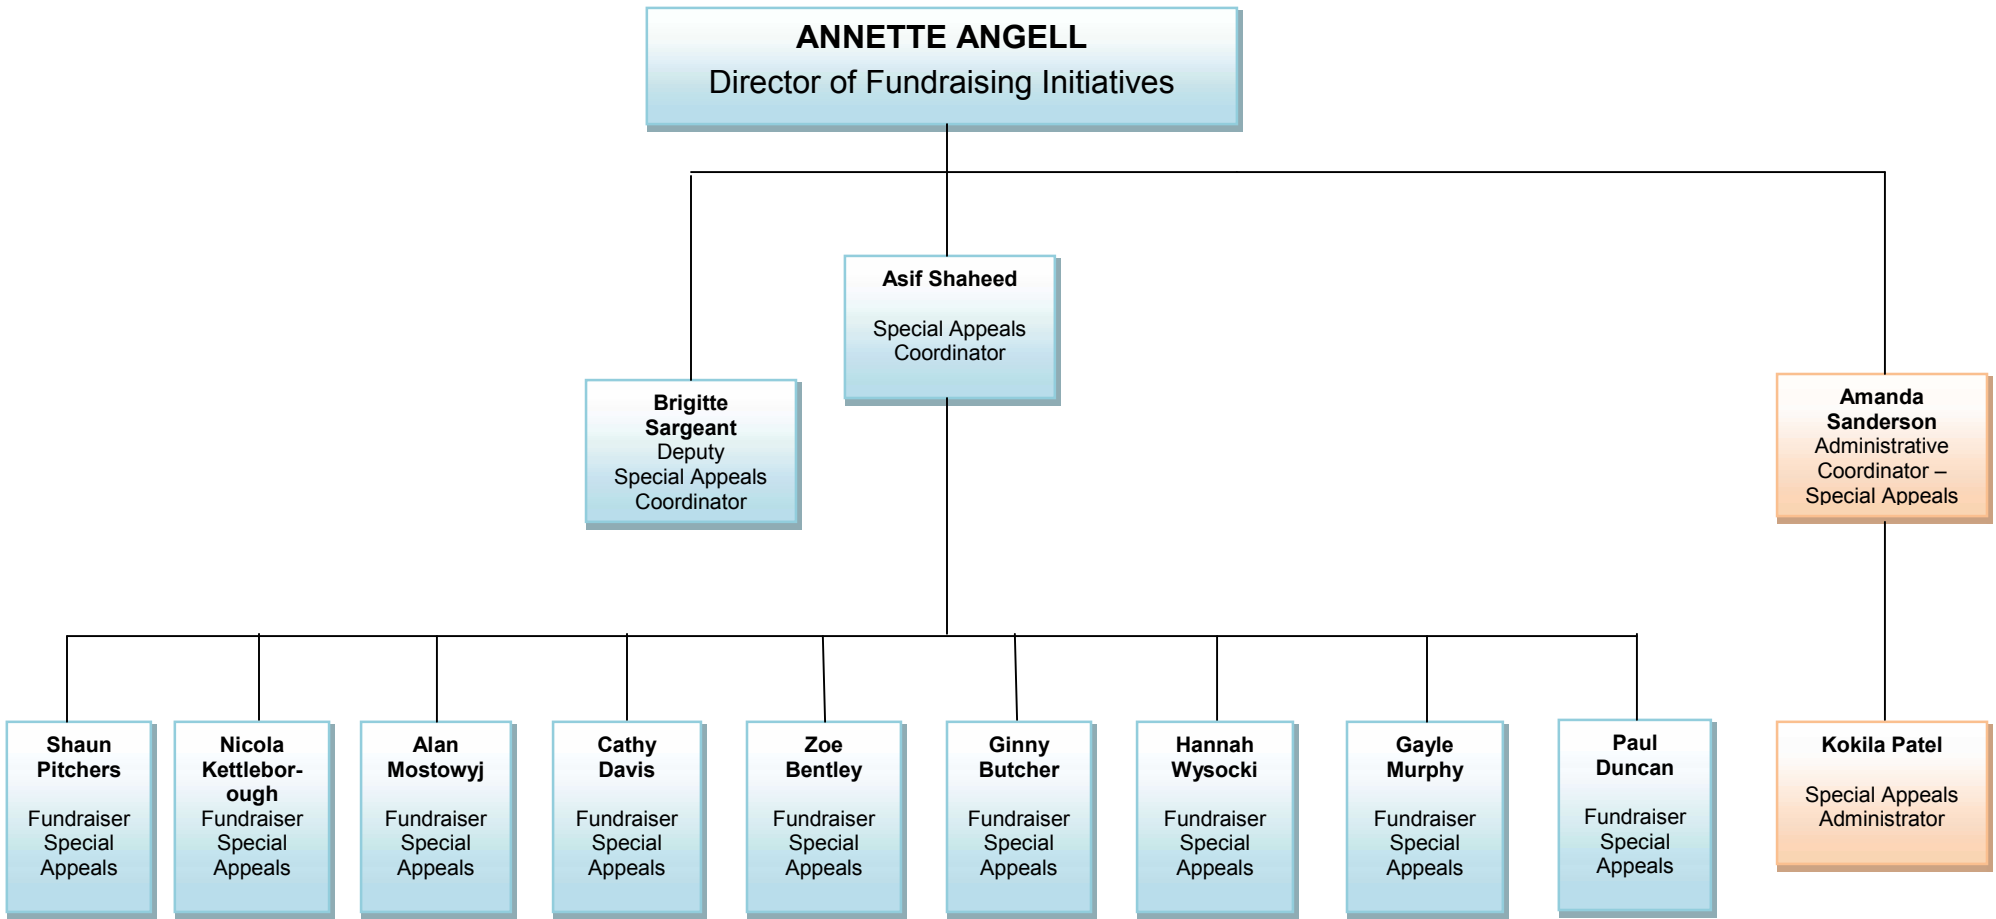 ANNETTE ANGELL
Director of Fundraising Initiatives
Asif Shaheed
Special Appeals
Coordinator
Brigitte
Sargeant
Deputy
Special Appeals
Coordinator
Amanda
Sanderson
Administrative
Coordinator –
Special Appeals
Shaun
Pitchers
Fundraiser
Special
Appeals
Nicola
Kettlebor-
ough
Fundraiser
Special
Appeals
Alan
Mostowyj
Fundraiser
Special
Appeals
Cathy
Davis
Fundraiser
Special
Appeals
Zoe
Bentley
Fundraiser
Special
Appeals
Ginny
Butcher
Fundraiser
Special
Appeals
Hannah
Wysocki
Fundraiser
Special
Appeals
Gayle
Murphy
Fundraiser
Special
Appeals
Paul
Duncan
Fundraiser
Special
Appeals
Kokila Patel
Special Appeals
Administrator